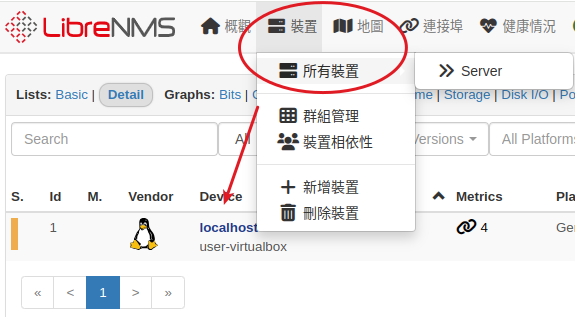 LibreNMS 概觀 裝置 地圖 連接埠 健康情況
所有裝置 Server
Lists: Basic | Detail Graphs: Bits | me | Storage | Disk I/O | Po
群組管理
Search All Versions All Platforms
裝置相依性
新增裝置
S. Id M. Vendor Device Metrics Pla
刪除裝置
1 localhost 4 Ge
user-virtualbox
« < 1 > »